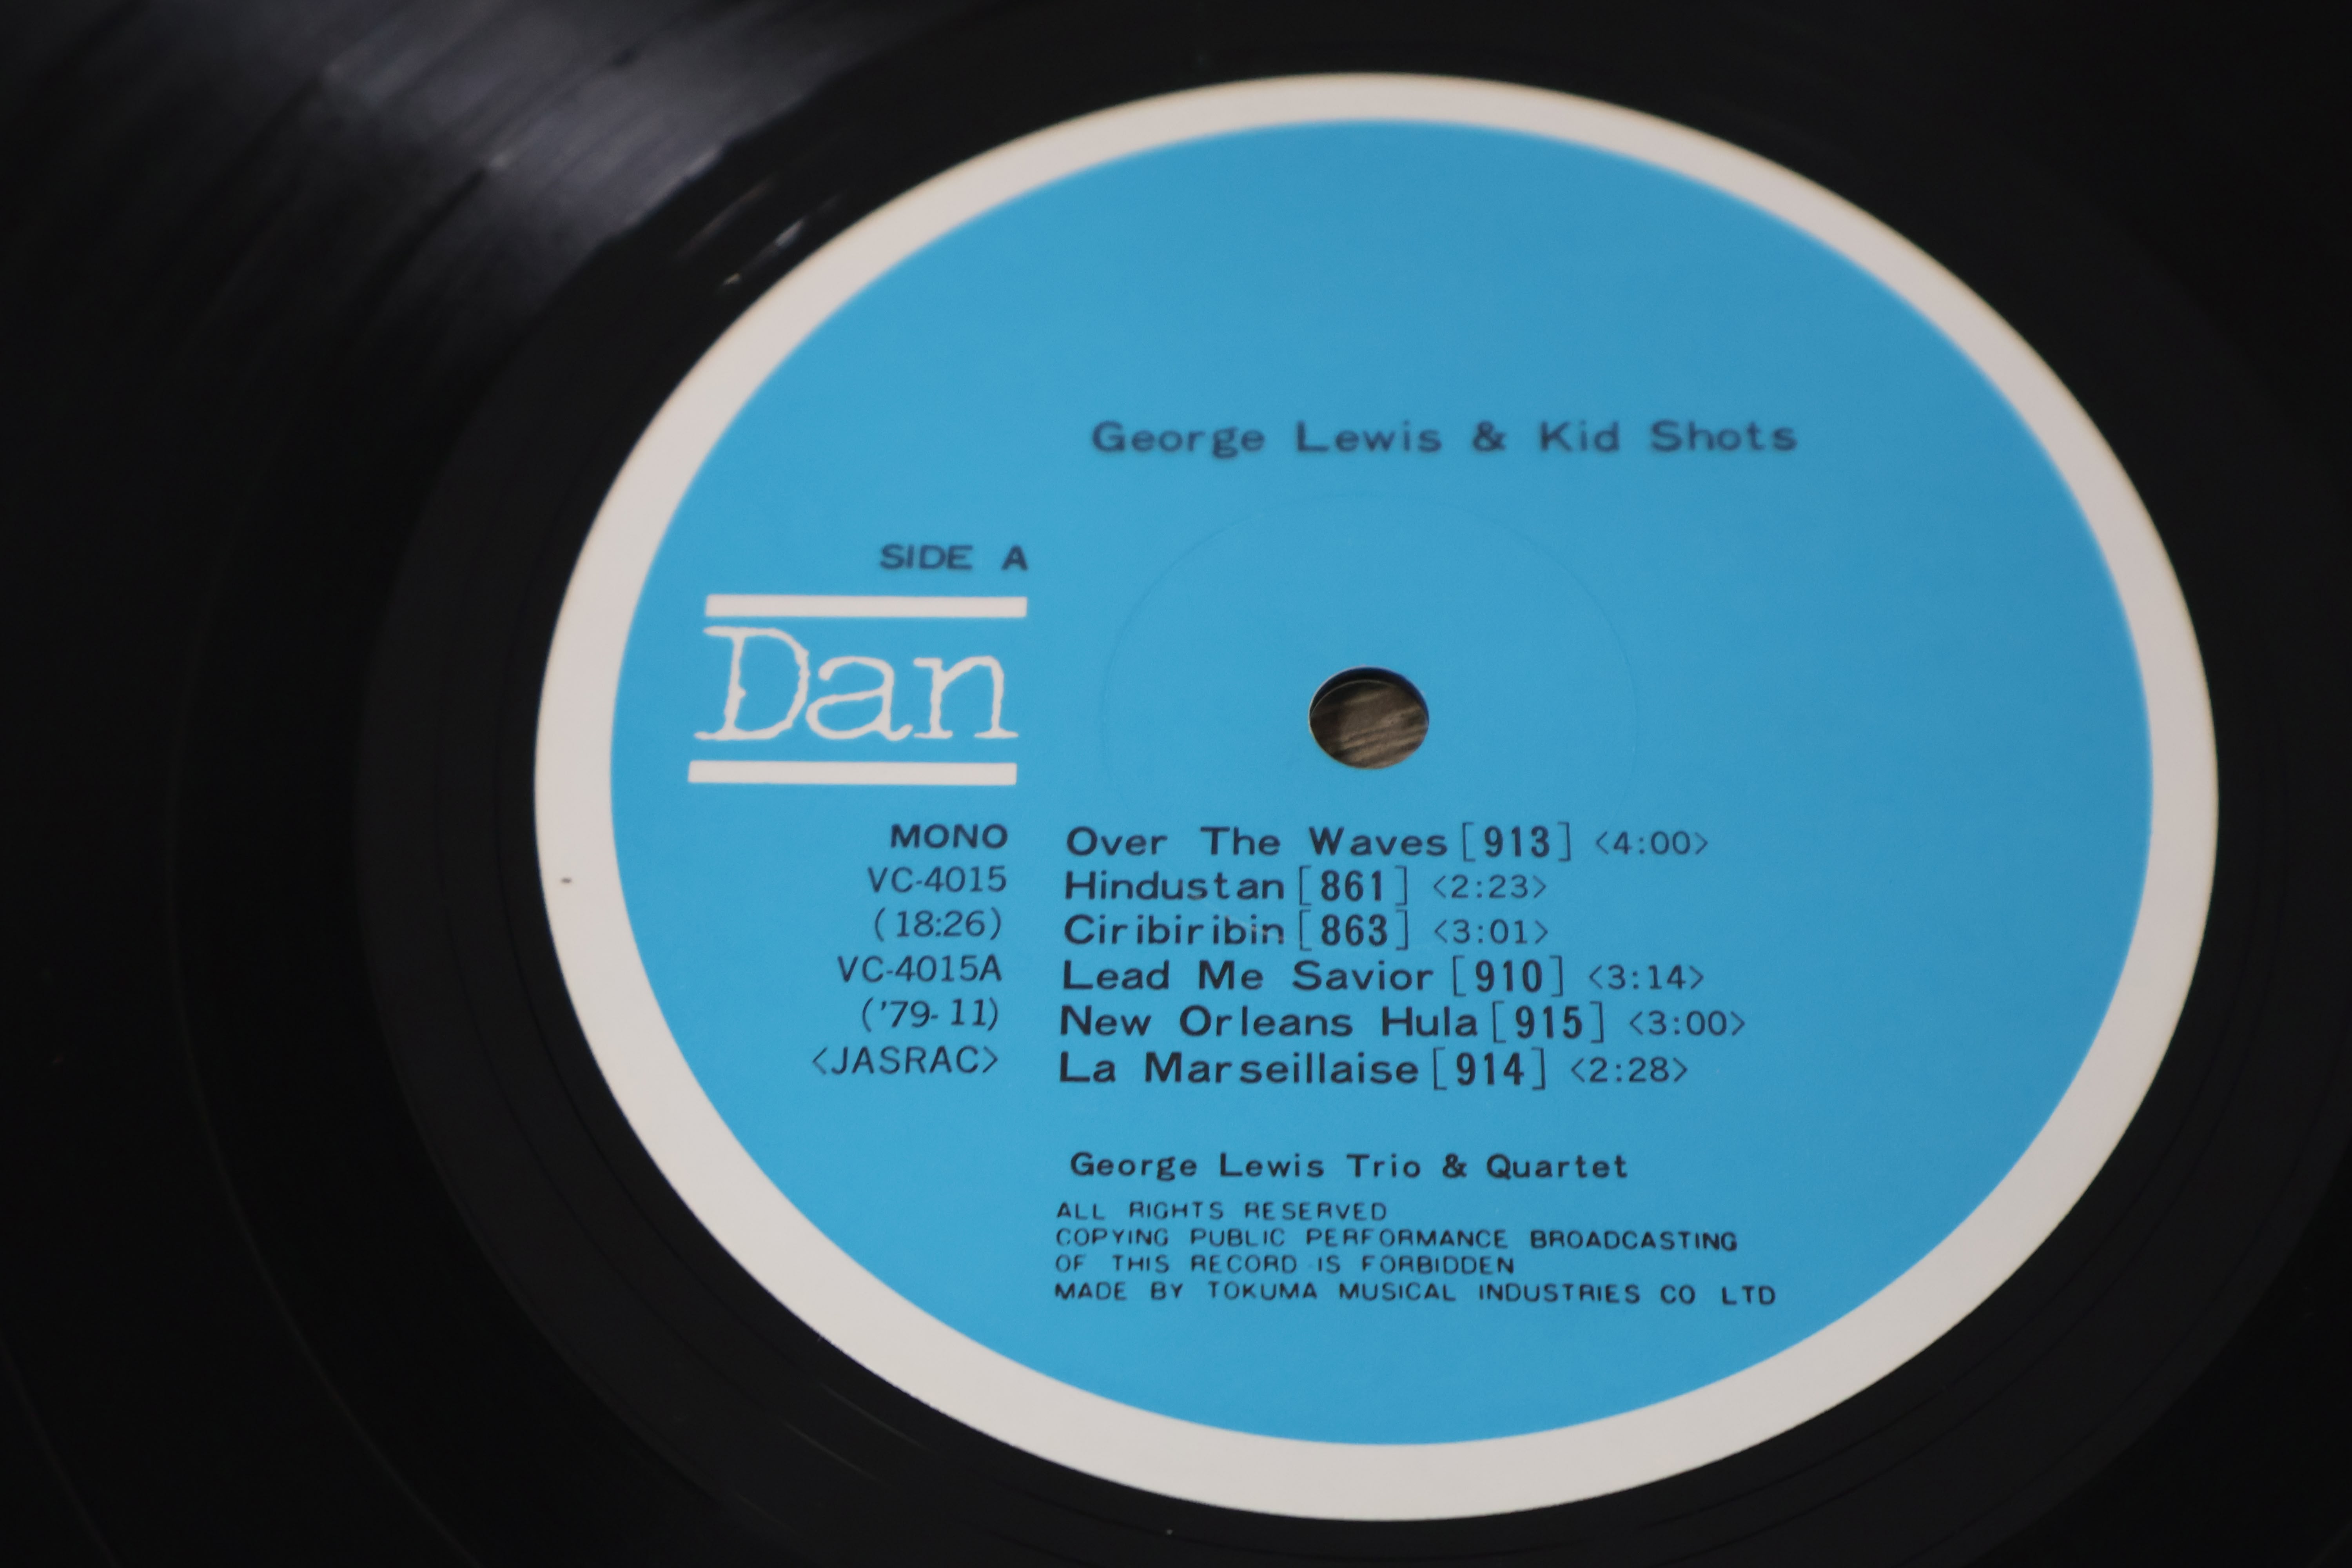 George Lewis & Kid Shots
SIDE A
Dan
MONO
VC-4015
(18:26)
VC-4015A
('79-11)
<JASRAC>
Over The Waves [913] <4:00>
Hindustan [861] <2:23>
Ciribiribin [863] <3:01>
Lead Me Savior [910] <3:14>
New Orleans Hula [915] <3:00>
La Marseillaise [914] <2:28>
George Lewis Trio & Quartet
ALL RIGHTS RESERVED
COPYING PUBLIC PERFORMANCE BROADCASTING
OF THIS RECORD IS FORBIDDEN
MADE BY TOKUMA MUSICAL INDUSTRIES CO LTD